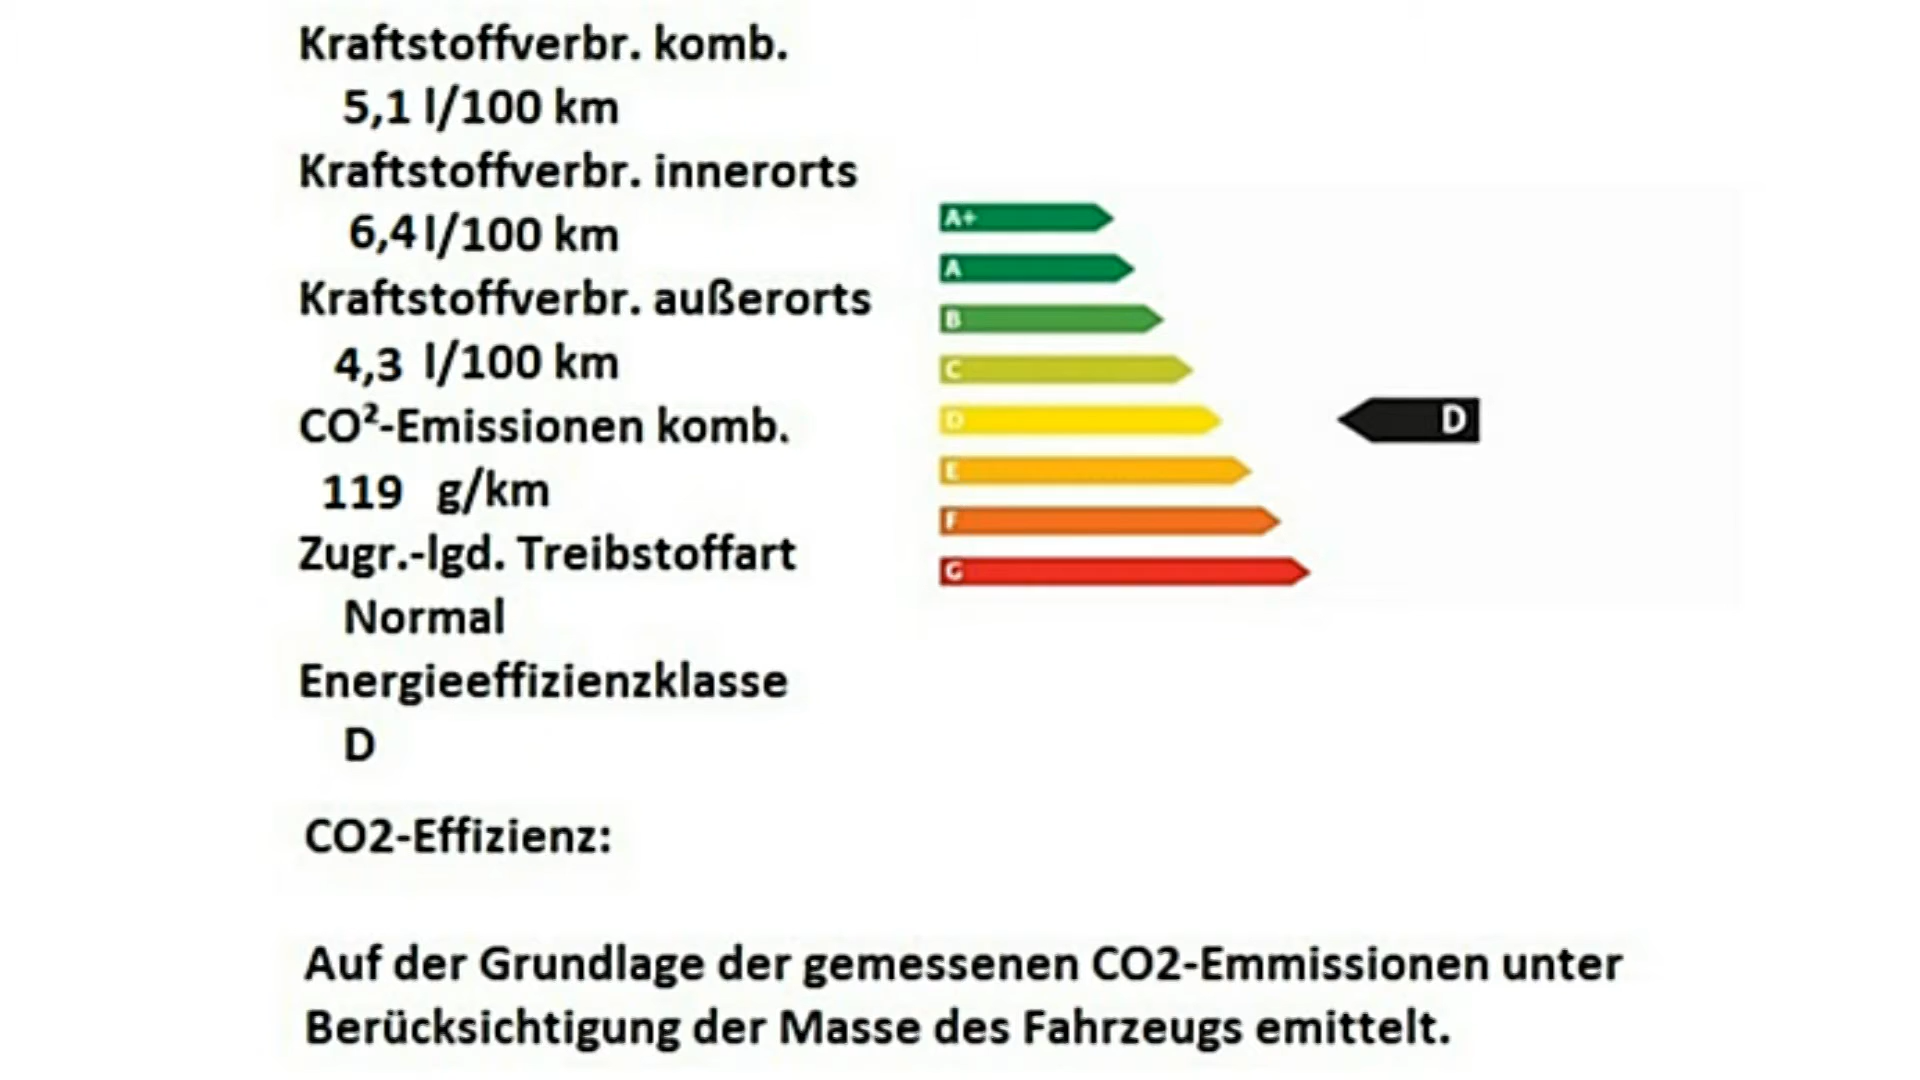 Kraftstoffverbr. komb.
5,1 l/100 km
Kraftstoffverbr. innerorts
6,4 l/100 km
Kraftstoffverbr. außerorts
4,3 l/100 km
CO²-Emissionen komb.
119 g/km
Zugr.-lgd. Treibstoffart
Normal
Energieeffizienzklasse
D
A+
A
B
C
D
D
E
F
G
CO2-Effizienz:
Auf der Grundlage der gemessenen CO2-Emmissionen unter
Berücksichtigung der Masse des Fahrzeugs emittelt.